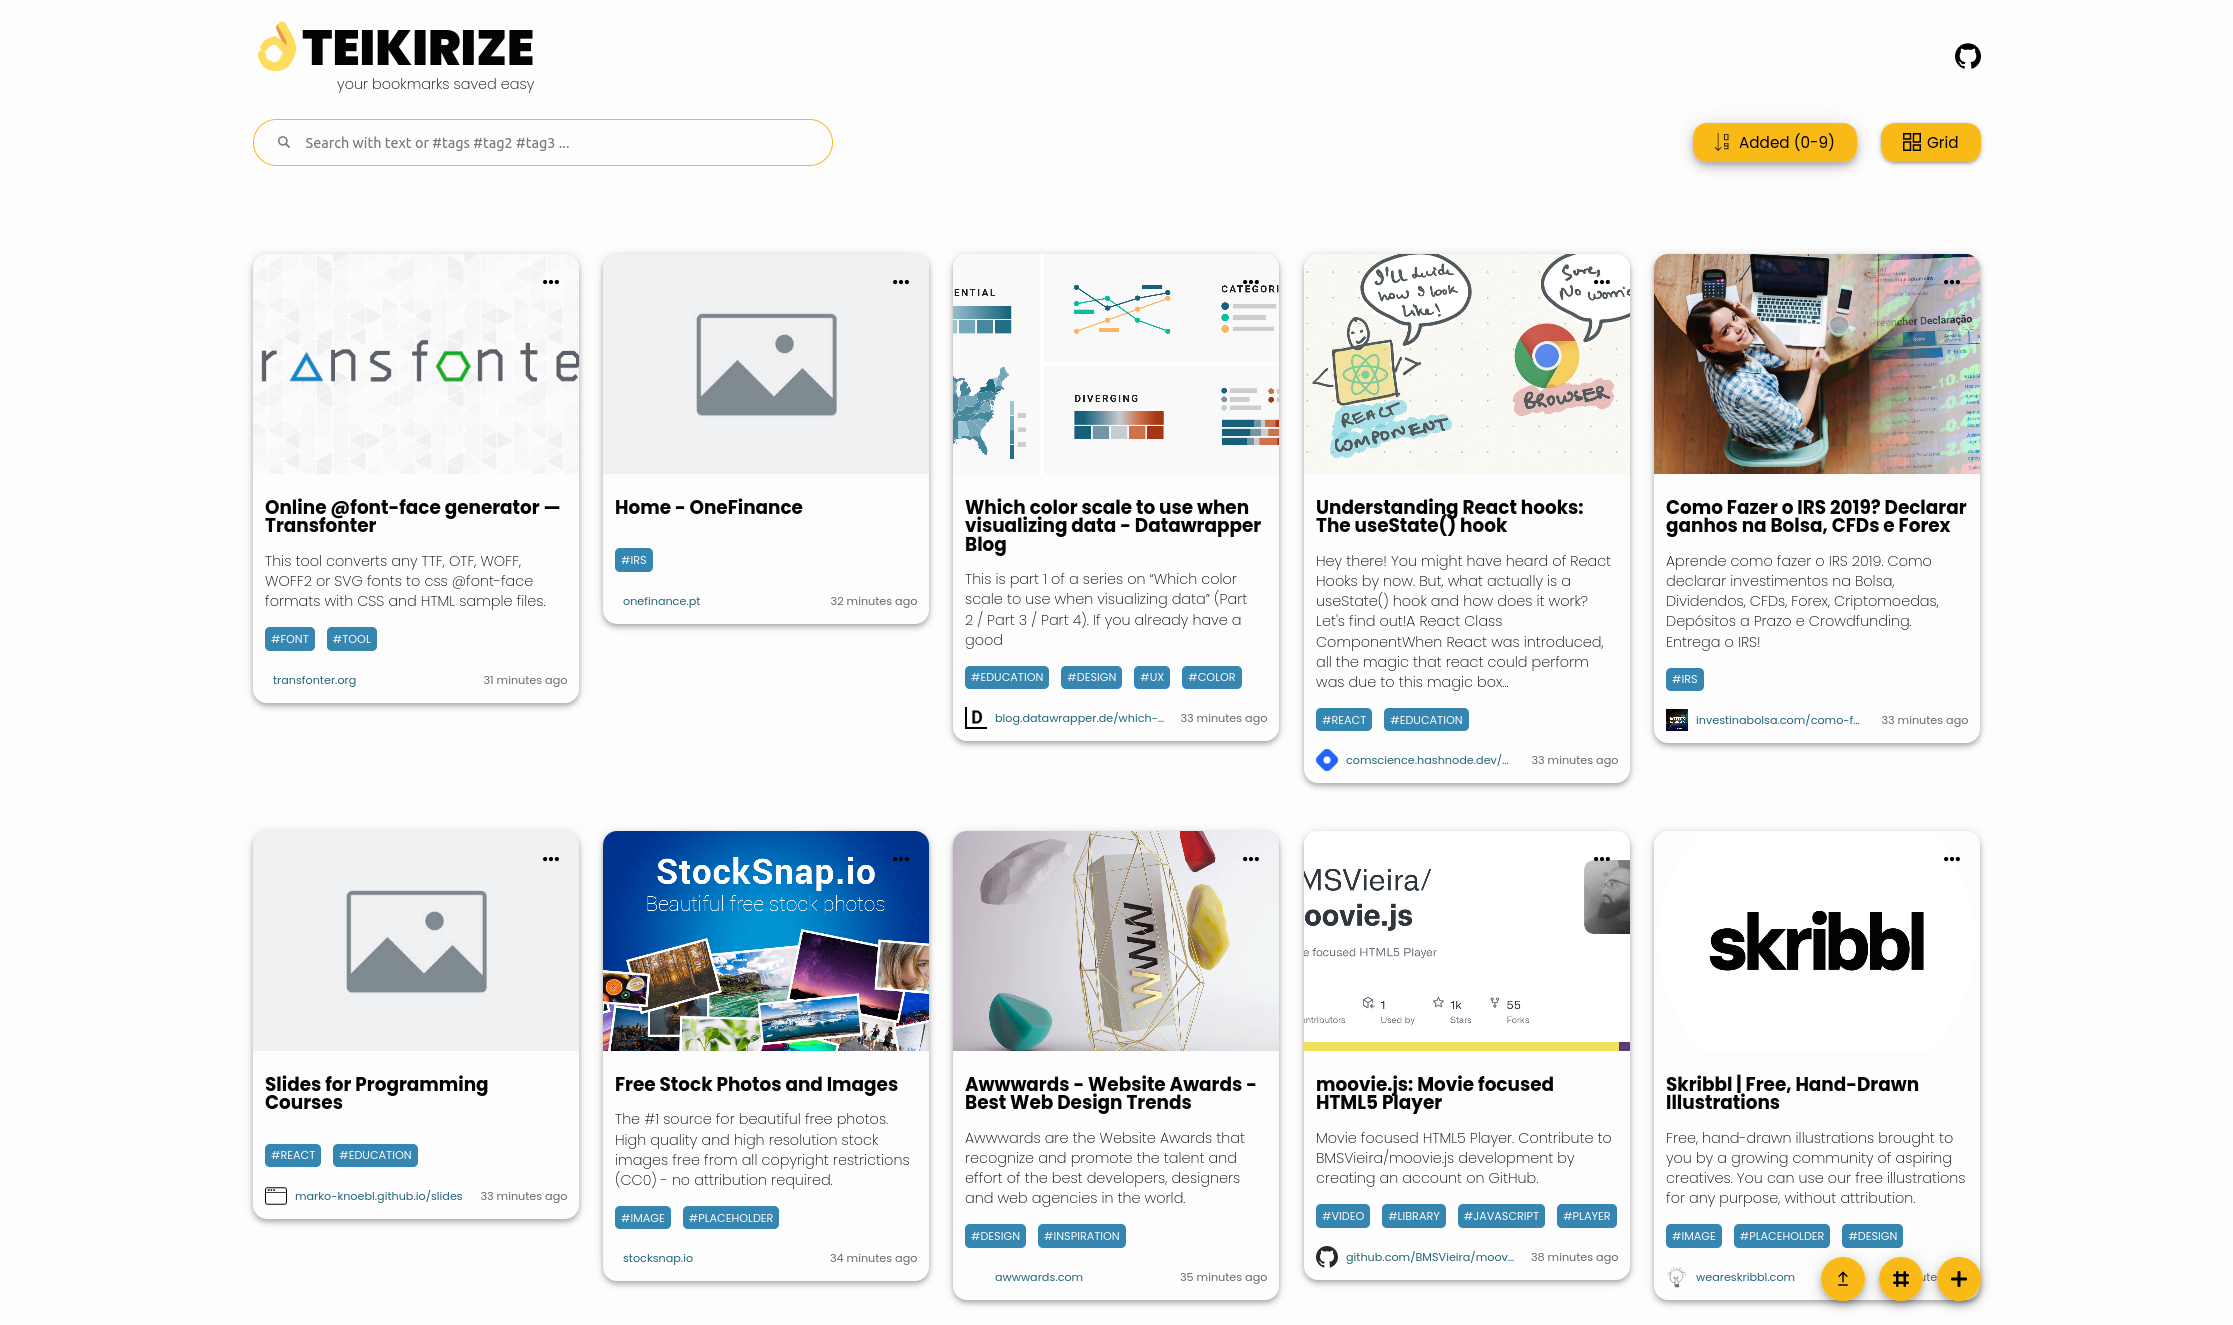 TEIKIRIZE
your bookmarks saved easy
Search with text or #tags #tag2 #tag3 ...
Added (0-9)
Grid
ransfonte
Online @font-face generator —
Transfonter
This tool converts any TTF, OTF, WOFF,
WOFF2 or SVG fonts to css @font-face
formats with CSS and HTML sample files.
#FONT #TOOL
transfonter.org 31 minutes ago
Home - OneFinance
#IRS
onefinance.pt 32 minutes ago
ENTIAL
CATEGORI
DIVERGING
Which color scale to use when
visualizing data - Datawrapper
Blog
This is part 1 of a series on “Which color
scale to use when visualizing data” (Part
2 / Part 3 / Part 4). If you already have a
good
#EDUCATION #DESIGN #UX #COLOR
D blog.datawrapper.de/which-... 33 minutes ago
I'll decide
how I look
like!
Sure,
No worri
REACT
COMPONENT
BROWSER
Understanding React hooks:
The useState() hook
Hey there! You might have heard of React
Hooks by now. But, what actually is a
useState() hook and how does it work?
Let's find out!A React Class
ComponentWhen React was introduced,
all the magic that react could perform
was due to this magic box...
#REACT #EDUCATION
comscience.hashnode.dev/... 33 minutes ago
Preencher Declaração
Como Fazer o IRS 2019? Declarar
ganhos na Bolsa, CFDs e Forex
Aprende como fazer o IRS 2019. Como
declarar investimentos na Bolsa,
Dividendos, CFDs, Forex, Criptomoedas,
Depósitos a Prazo e Crowdfunding.
Entrega o IRS!
#IRS
investinabolsa.com/como-f... 33 minutes ago
Slides for Programming
Courses
#REACT #EDUCATION
marko-knoebl.github.io/slides 33 minutes ago
StockSnap.io
Beautiful free stock photos
Free Stock Photos and Images
The #1 source for beautiful free photos.
High quality and high resolution stock
images free from all copyright restrictions
(CC0) - no attribution required.
#IMAGE #PLACEHOLDER
stocksnap.io 34 minutes ago
WWW
Awwwards - Website Awards -
Best Web Design Trends
Awwwards are the Website Awards that
recognize and promote the talent and
effort of the best developers, designers
and web agencies in the world.
#DESIGN #INSPIRATION
awwwards.com 35 minutes ago
MSVieira/
oovie.js
e focused HTML5 Player
1 1k 55
ontributors Used by Stars Forks
moovie.js: Movie focused
HTML5 Player
Movie focused HTML5 Player. Contribute to
BMSVieira/moovie.js development by
creating an account on GitHub.
#VIDEO #LIBRARY #JAVASCRIPT #PLAYER
github.com/BMSVieira/moov... 38 minutes ago
skribbl
Skribbl | Free, Hand-Drawn
Illustrations
Free, hand-drawn illustrations brought to
you by a growing community of aspiring
creatives. You can use our free illustrations
for any purpose, without attribution.
#IMAGE #PLACEHOLDER #DESIGN
weareskribbl.com